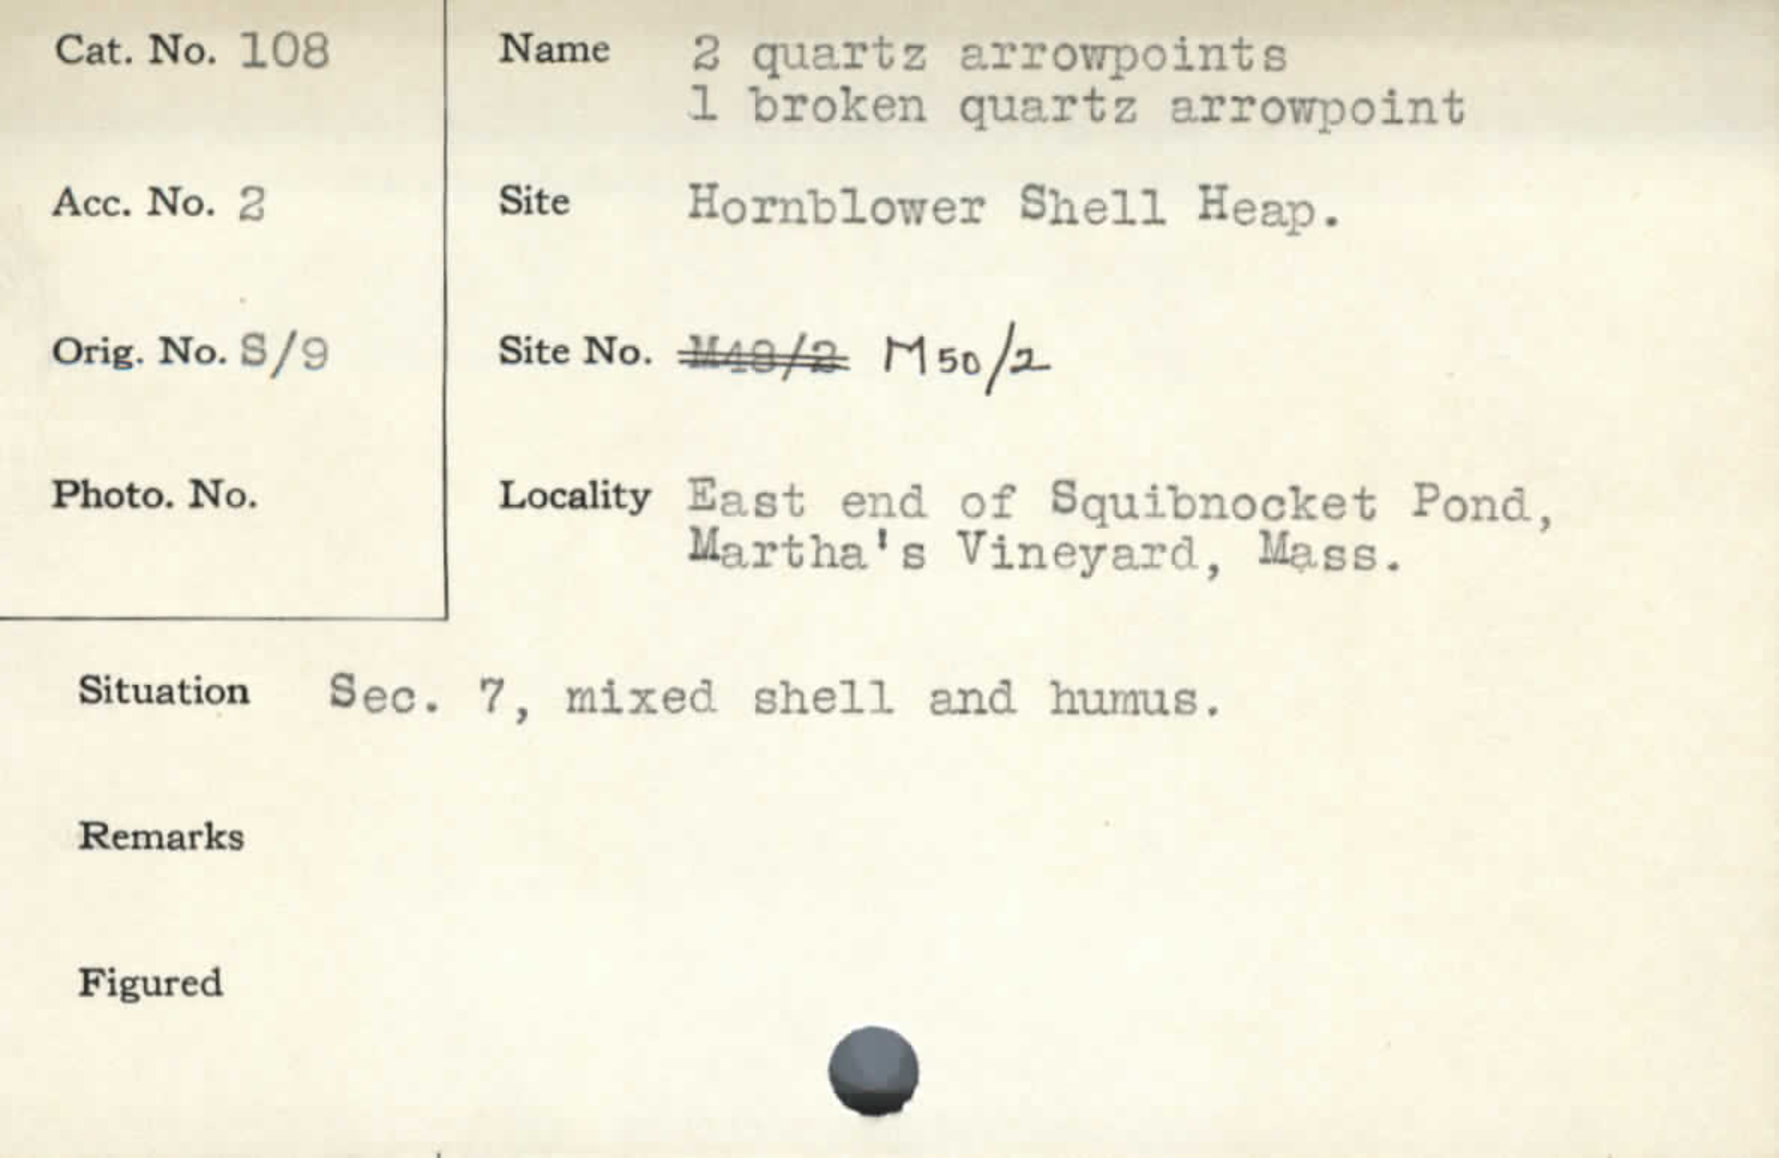 Cat. No. 108
Name 2 quartz arrowpoints
1 broken quartz arrowpoint
Acc. No. 2
Site Hornblower Shell Heap.
Orig. No. S/9
Site No. M50/2
Photo. No.
Locality East end of Squibnocket Pond,
Martha's Vineyard, Mass.
Situation Sec. 7, mixed shell and humus.
Remarks
Figured